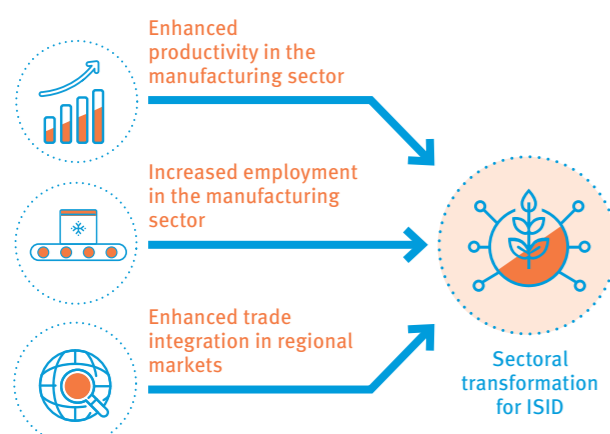 Enhanced
productivity in the
manufacturing sector
Increased employment
in the manufacturing
sector
Enhanced trade
integration in regional
markets
Sectoral
transformation
for ISID